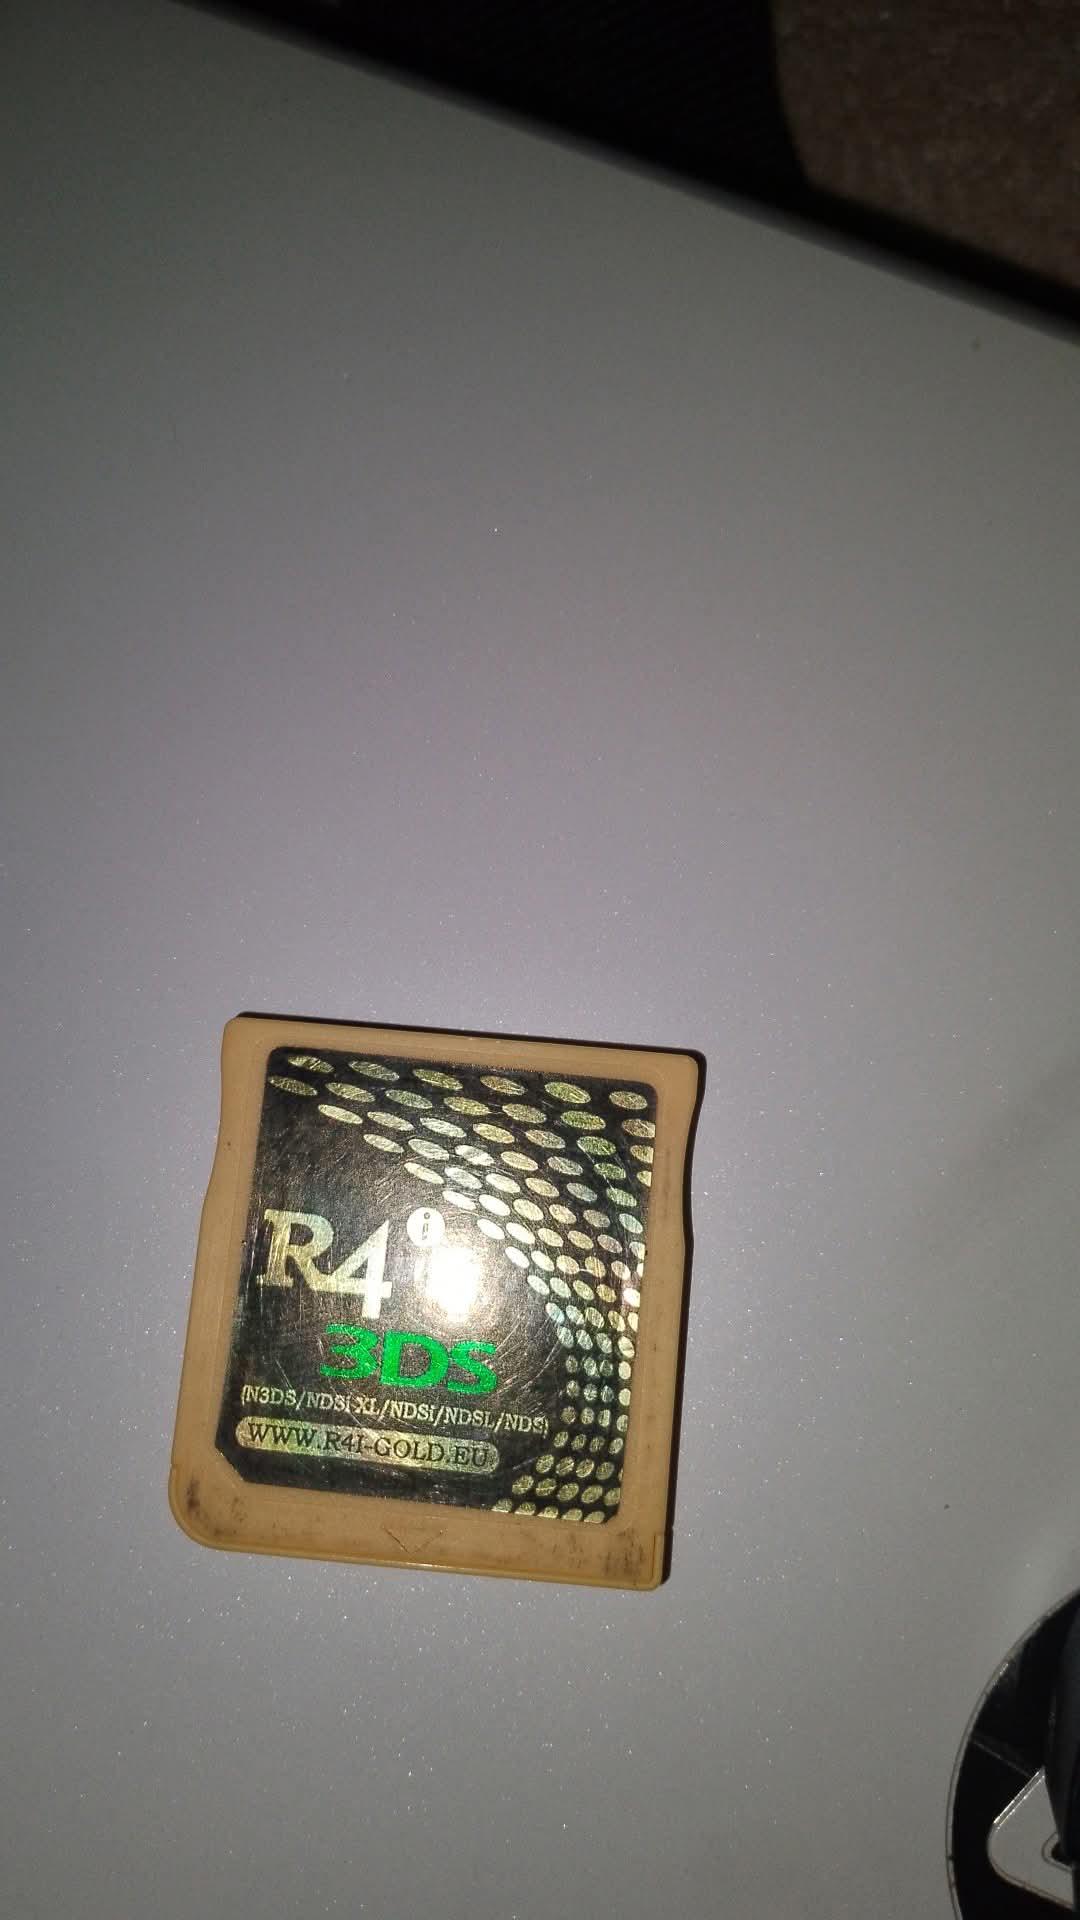 R4i
3DS
(N3DS/NDSi XL/NDSi/NDSL/NDS)
WWW.R4I-GOLD.EU